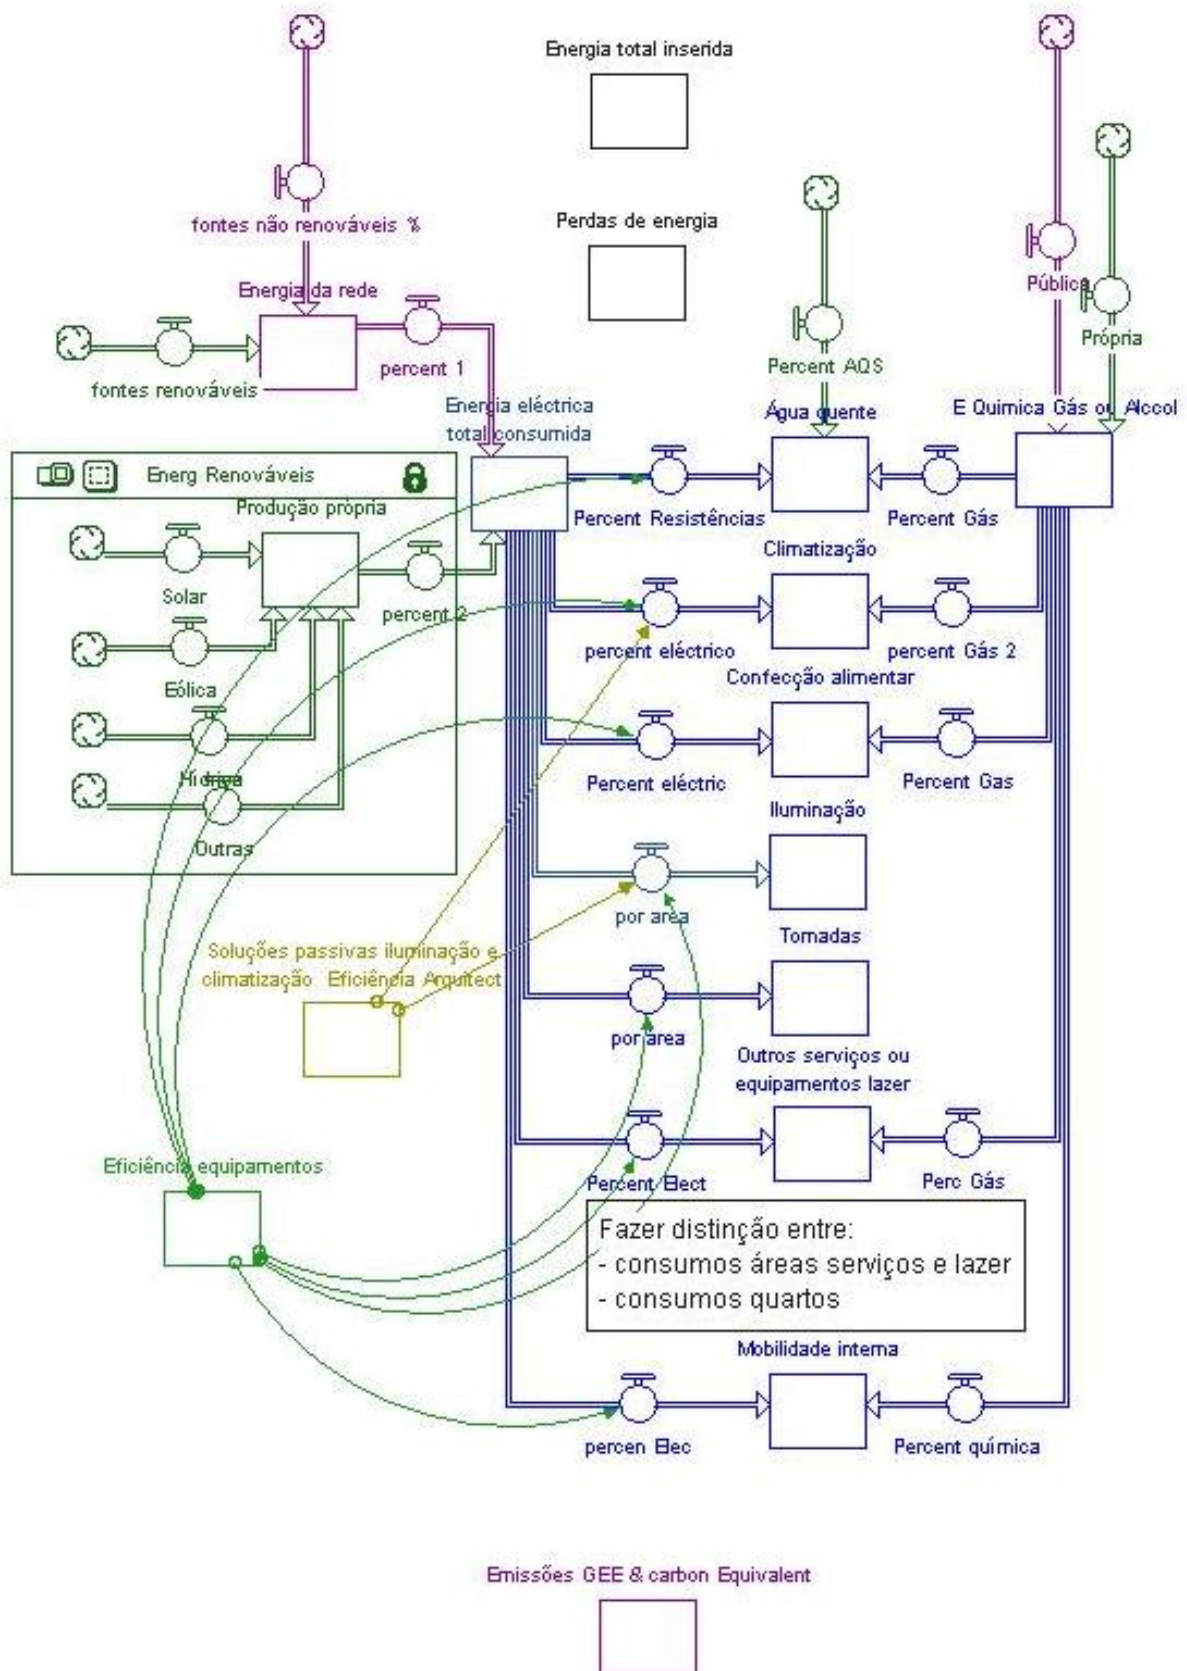 Energia total inserida
fontes não renováveis %
Perdas de energia
Energia da rede
Pública
percent 1
Própria
fontes renováveis
Percent AQS
Energia eléctrica
total consumida
Água quente
E Quimica Gás ou Alccol
Energ Renováveis
Produção própria
Percent Resistências
Percent Gás
Climatização
Solar
percent 2
percent eléctrico
percent Gás 2
Confecção alimentar
Eólica
Hidriva
Percent eléctric
Percent Gas
Iluminação
Outras
por area
Tomadas
Soluções passivas iluminação e
climatização Eficiência Arquitect
por area
Outros serviços ou
equipamentos lazer
Eficiência equipamentos
Percent Elect
Perc Gás
Fazer distinção entre:
- consumos áreas serviços e lazer
- consumos quartos
Mobilidade interna
percen Elec
Percent química
Emissões GEE & carbon Equivalent